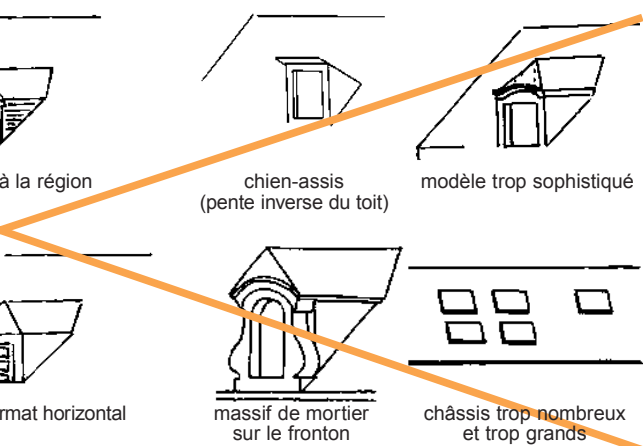 à la région
chien-assis
(pente inverse du toit)
modèle trop sophistiqué
horizontal
massif de mortier
sur le fronton
châssis trop nombreux
et trop grands